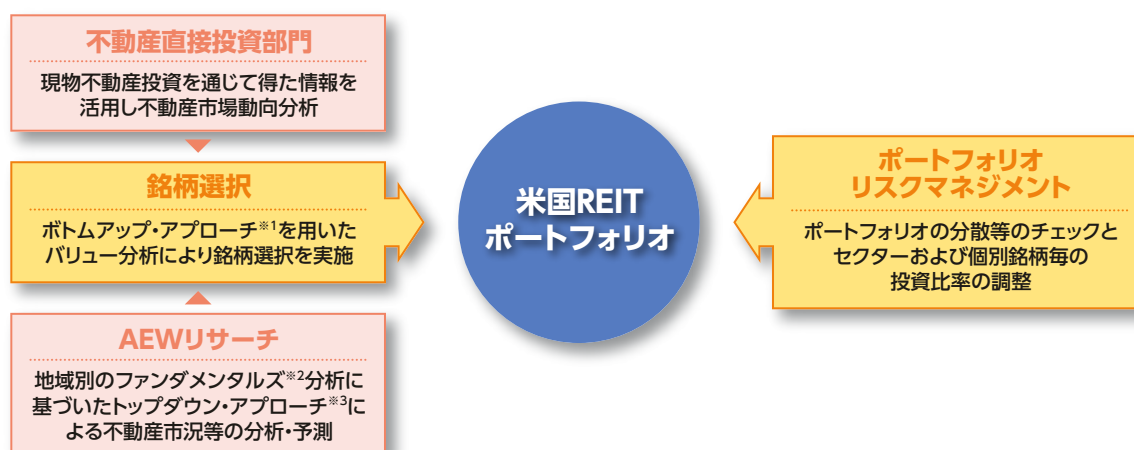 不動産直接投資部門
現物不動産投資を通じて得た情報を
活用し不動産市場動向分析
銘柄選択
ボトムアップ・アプローチ※1を用いた
バリュー分析により銘柄選択を実施
AEWリサーチ
地域別のファンダメンタルズ※2分析に
基づいたトップダウン・アプローチ※3に
よる不動産市況等の分析・予測
米国REIT
ポートフォリオ
ポートフォリオ
リスクマネジメント
ポートフォリオの分散等のチェックと
セクターおよび個別銘柄毎の
投資比率の調整